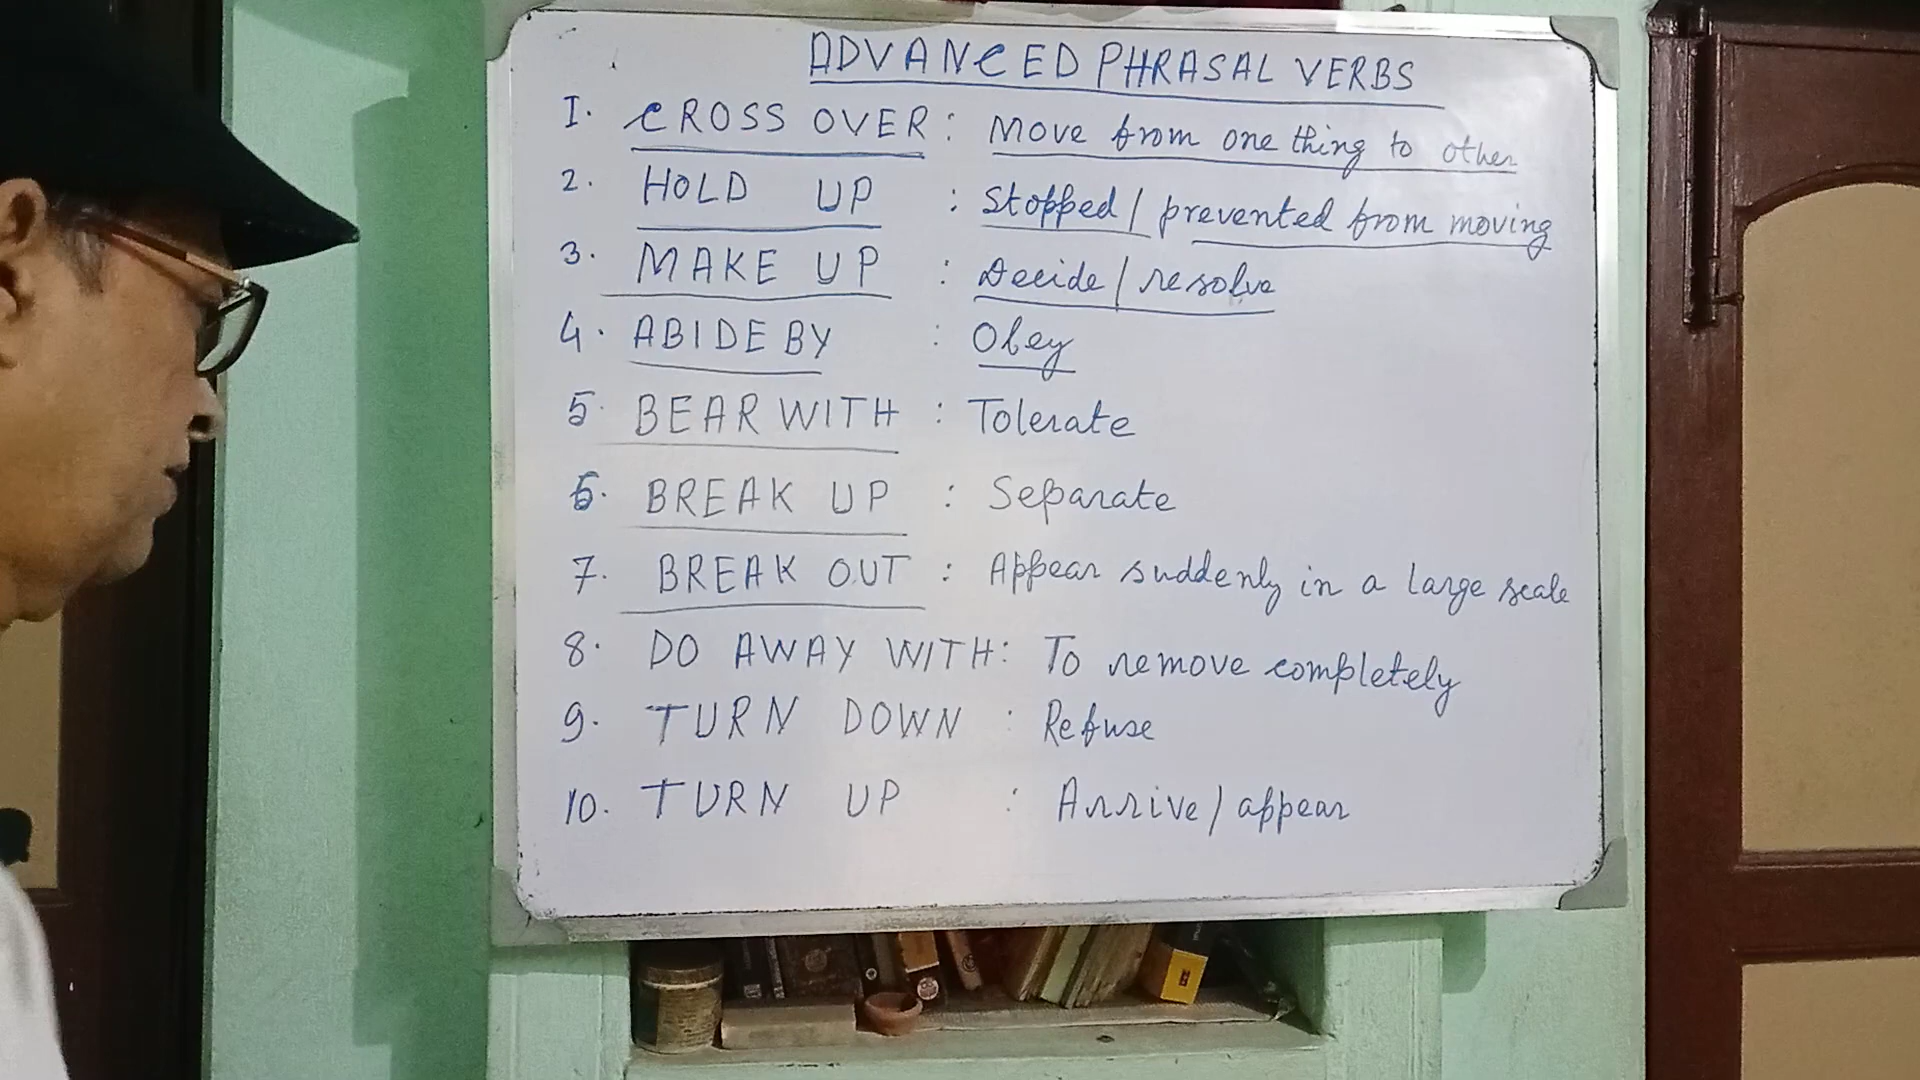 ADVANCED PHRASAL VERBS
1. CROSS OVER : Move from one thing to other
2. HOLD UP : Stopped / prevented from moving
3. MAKE UP : Decide / resolve
4. ABIDE BY : Obey
5. BEAR WITH : Tolerate
6. BREAK UP : Separate
7. BREAK OUT : Appear suddenly in a large scale
8. DO AWAY WITH : To remove completely
9. TURN DOWN : Refuse
10. TURN UP : Arrive / appear